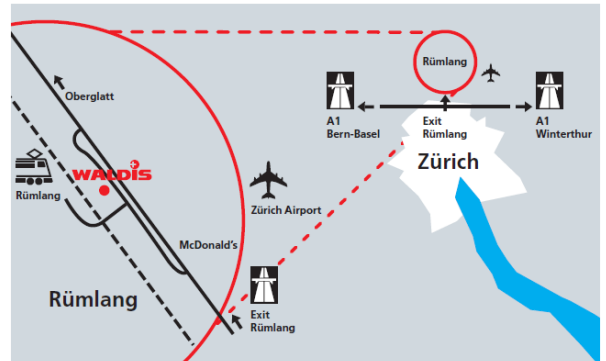 Oberglatt
Rümlang
WALDIS
Zürich Airport
McDonald's
Rümlang
Exit
Rümlang
Rümlang
A1
Bern-Basel
Exit
Rümlang
A1
Winterthur
Zürich